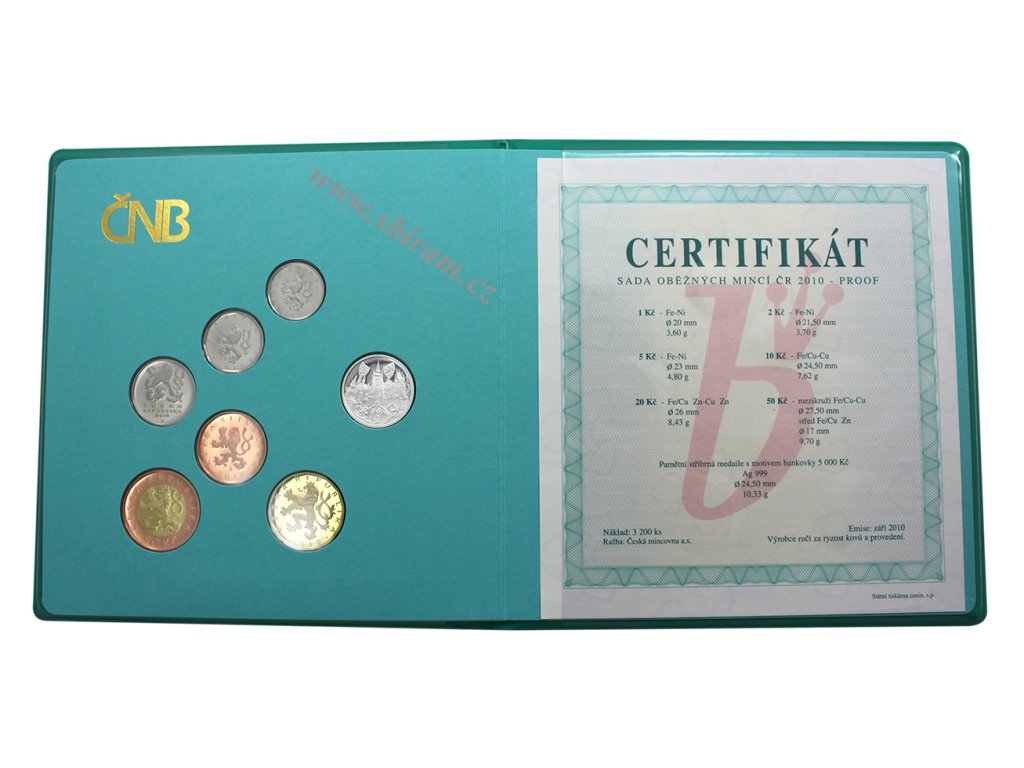 ČNB
www.xbiram.cz
ČESKÁ
REPUBLIKA
2010
REPUBLIKA
CERTIFIKÁT
SADA OBĚŽNÝCH MINCÍ ČR 2010 - PROOF
1 Kč - Fe-Ni
Ø 20 mm
3,60 g
2 Kč - Fe-Ni
Ø 21,50 mm
3,70 g
5 Kč - Fe-Ni
Ø 23 mm
4,80 g
10 Kč - Fe/Cu-Cu
Ø 24,50 mm
7,62 g
20 Kč - Fe/Cu Zn-Cu Zn
Ø 26 mm
8,43 g
50 Kč - mezikruží Fe/Cu-Cu
Ø 27,50 mm
střed Fe/Cu Zn
Ø 17 mm
9,70 g
Pamětní stříbrná medaile s motivem bankovky 5 000 Kč
Ag 999
Ø 24,50 mm
10,33 g
Náklad: 3 200 ks
Ražba: Česká mincovna a.s.
Emise: září 2010
Výrobce ručí za ryzost kovů a provedení.
Státní tiskárna cenin, s.p.